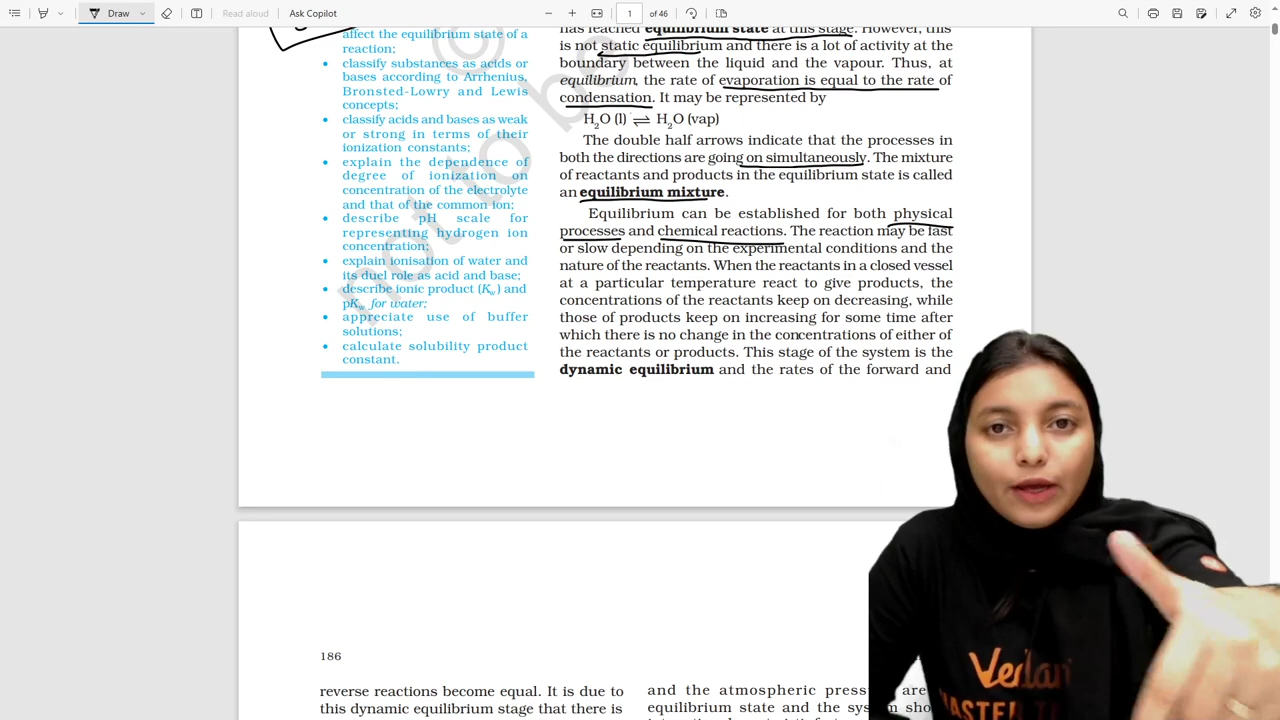 Draw
Read aloud
Ask Copilot
1
of 46
affect the equilibrium state of a
reaction;
• classify substances as acids or
bases according to Arrhenius,
Bronsted-Lowry and Lewis
concepts;
• classify acids and bases as weak
or strong in terms of their
ionization constants;
• explain the dependence of
degree of ionization on
concentration of the electrolyte
and that of the common ion;
• describe pH scale for
representing hydrogen ion
concentration;
• explain ionisation of water and
its duel role as acid and base;
• describe ionic product (Kw) and
pKw for water;
• appreciate use of buffer
solutions;
• calculate solubility product
constant.
has reached equilibrium state at this stage. However, this
is not static equilibrium and there is a lot of activity at the
boundary between the liquid and the vapour. Thus, at
equilibrium, the rate of evaporation is equal to the rate of
condensation. It may be represented by
H2O (l) ⇌ H2O (vap)
The double half arrows indicate that the processes in
both the directions are going on simultaneously. The mixture
of reactants and products in the equilibrium state is called
an equilibrium mixture.
Equilibrium can be established for both physical
processes and chemical reactions. The reaction may be fast
or slow depending on the experimental conditions and the
nature of the reactants. When the reactants in a closed vessel
at a particular temperature react to give products, the
concentrations of the reactants keep on decreasing, while
those of products keep on increasing for some time after
which there is no change in the concentrations of either of
the reactants or products. This stage of the system is the
dynamic equilibrium and the rates of the forward and
©
not to be
186
reverse reactions become equal. It is due to
this dynamic equilibrium stage that there is
and the atmospheric are
equilibrium state and the